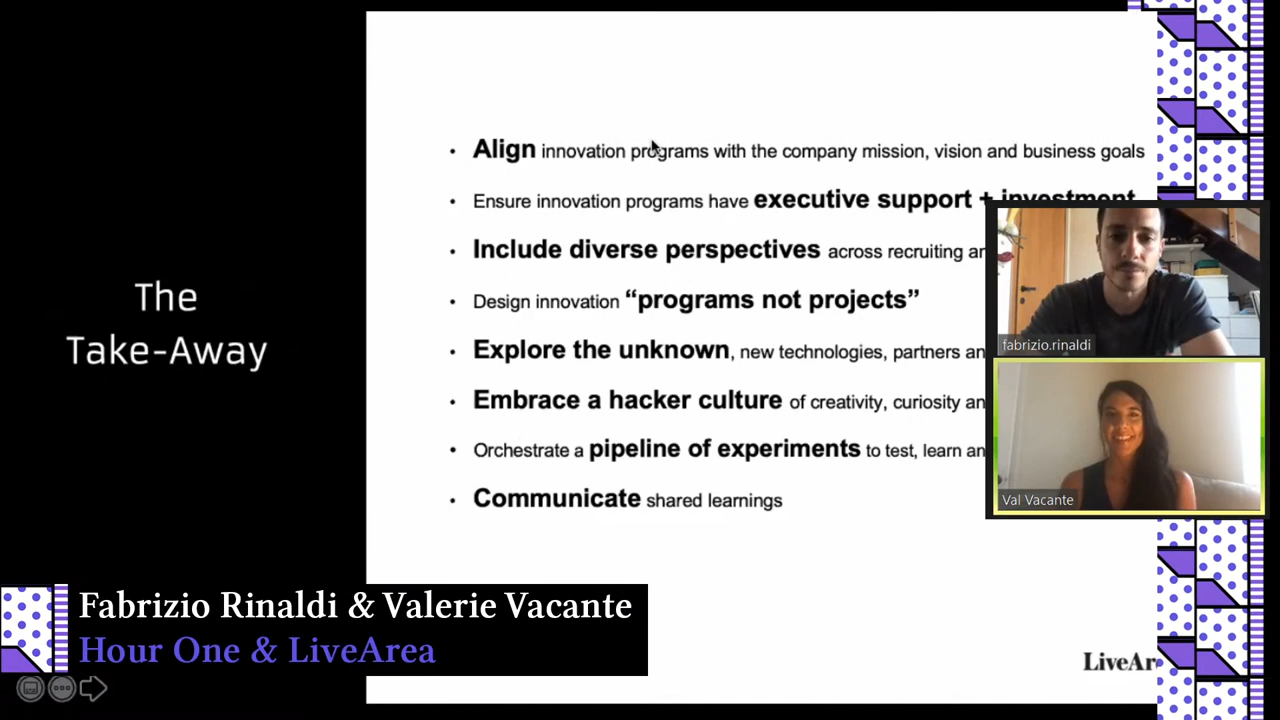 The
Take-Away
• Align innovation programs with the company mission, vision and business goals
• Ensure innovation programs have executive support + investment
• Include diverse perspectives across recruiting
• Design innovation “programs not projects”
• Explore the unknown, new technologies, partners
• Embrace a hacker culture of creativity, curiosity
• Orchestrate a pipeline of experiments to test, learn
• Communicate shared learnings
fabrizio.rinaldi
Val Vacante
Fabrizio Rinaldi & Valerie Vacante
Hour One & LiveArea
LiveAr